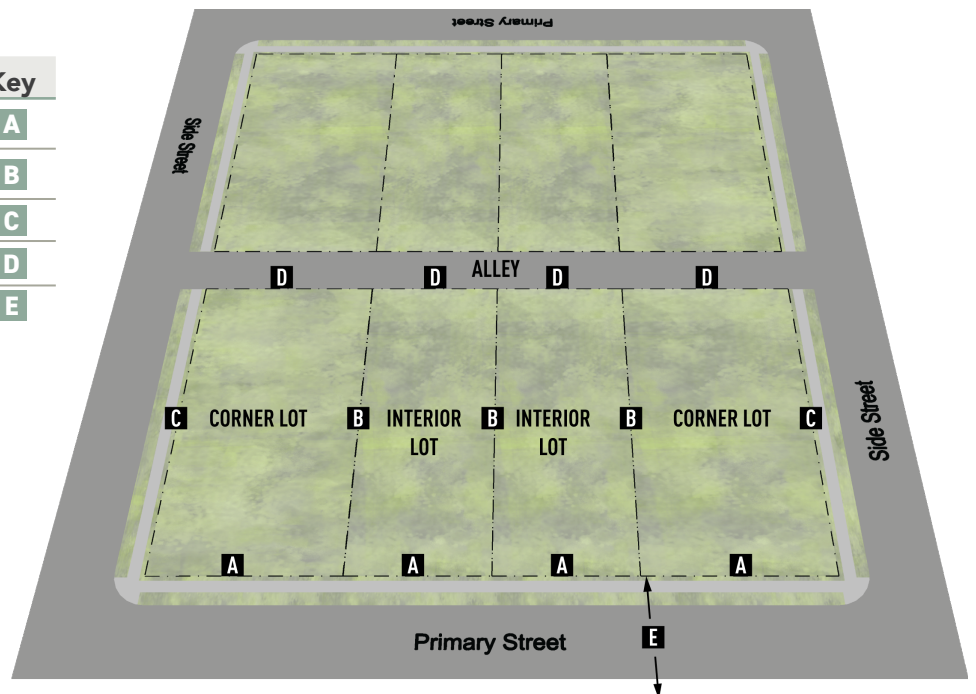 Primary Street
Key
A
B
C
D
E
Side Street
ALLEY
D
D
D
D
C
CORNER LOT
B
INTERIOR
LOT
B
INTERIOR
LOT
B
CORNER LOT
C
Side Street
A
A
A
A
Primary Street
E